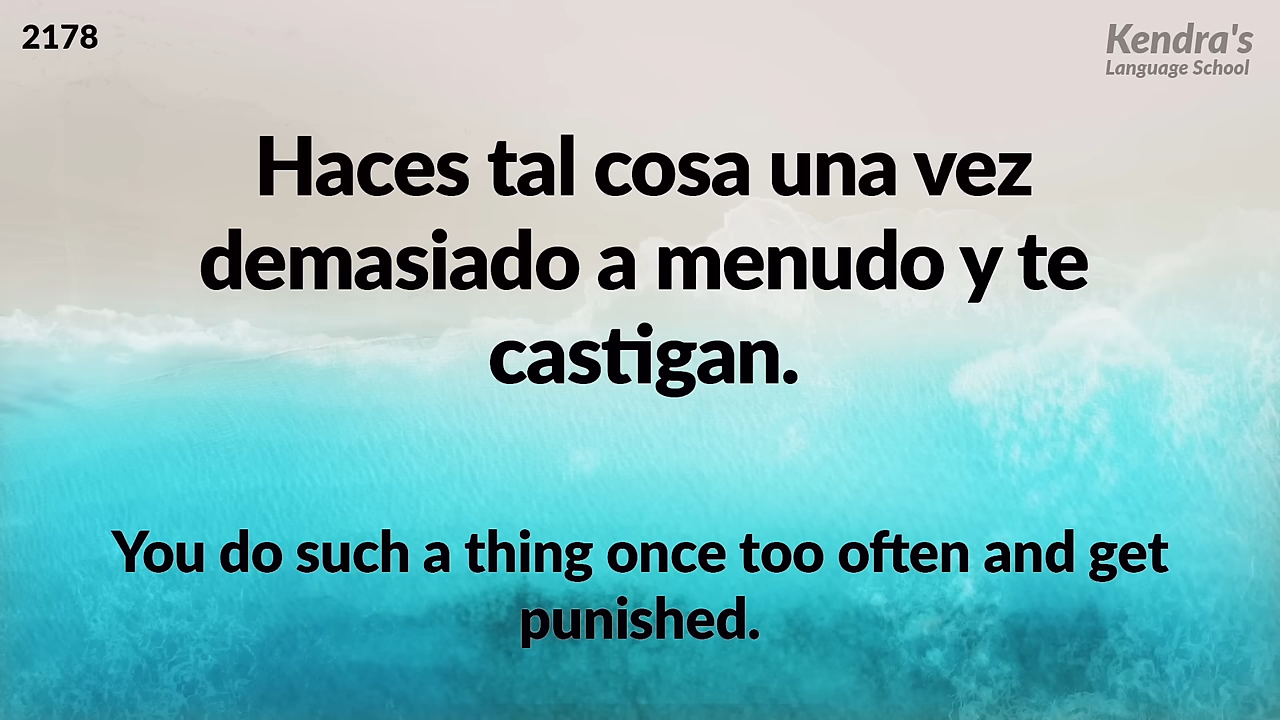 2178
Kendra's
Language School
Haces tal cosa una vez
demasiado a menudo y te
castigan.
You do such a thing once too often and get
punished.